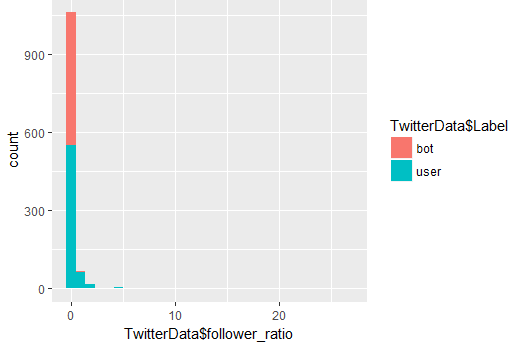 900
600
300
0
count
0
10
20
TwitterData$follower_ratio
TwitterData$Label
bot
user